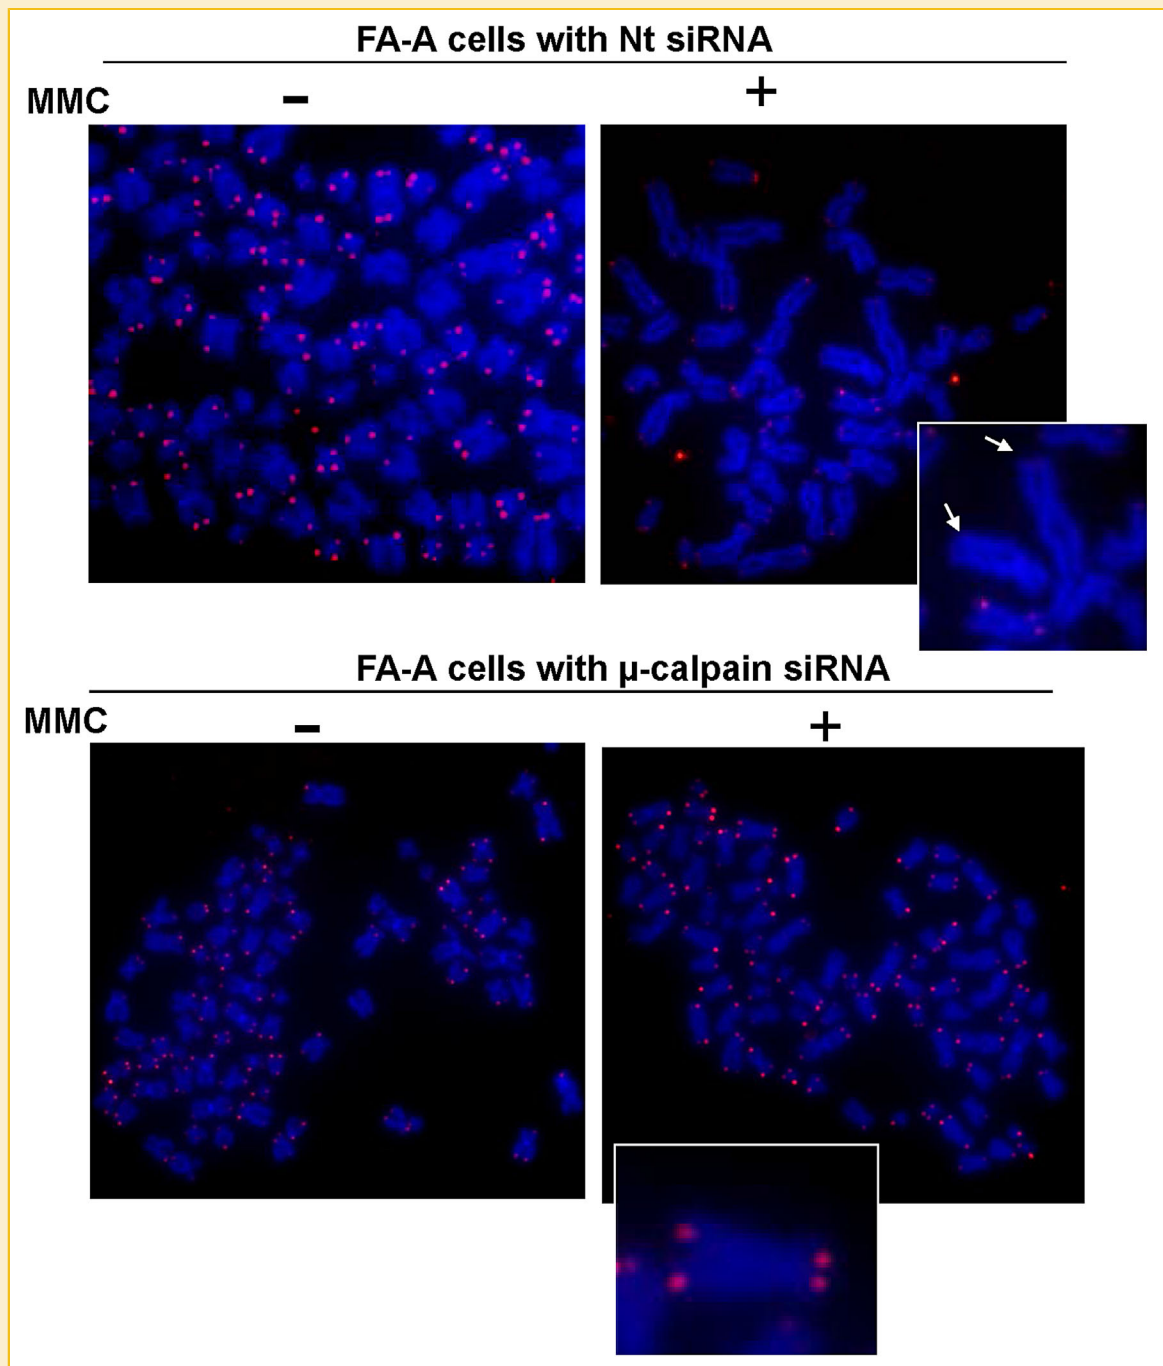 FA-A cells with Nt siRNA
MMC − +
FA-A cells with μ-calpain siRNA
MMC − +